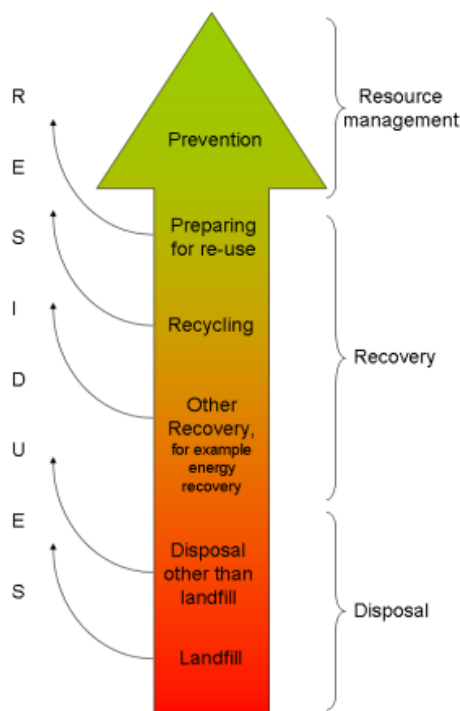 R
E
S
I
D
U
E
S
Prevention
Preparing
for re-use
Recycling
Other
Recovery,
for example
energy
recovery
Disposal
other than
landfill
Landfill
Resource
management
Recovery
Disposal